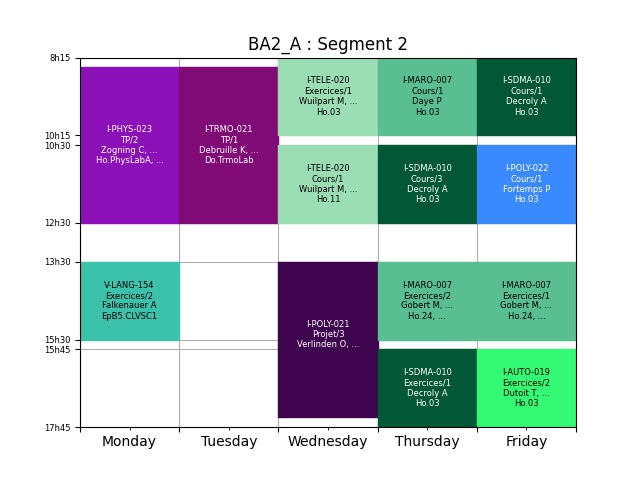 BA2_A : Segment 2
8h15
10h15
10h30
12h30
13h30
15h30
15h45
17h45
I-PHYS-023
TP/2
Zogning C, ...
Ho.PhysLabA, ...
V-LANG-154
Exercices/2
Falkenauer A
EpB5.CLVSC1
I-TRMO-021
TP/1
Debruille K, ...
Do.TrmoLab
I-TELE-020
Exercices/1
Wuilpart M, ...
Ho.03
I-TELE-020
Cours/1
Wuilpart M, ...
Ho.11
I-POLY-021
Projet/3
Verlinden O, ...
I-MARO-007
Cours/1
Daye P
Ho.03
I-SDMA-010
Cours/3
Decroly A
Ho.03
I-MARO-007
Exercices/2
Gobert M, ...
Ho.24, ...
I-SDMA-010
Exercices/1
Decroly A
Ho.03
I-SDMA-010
Cours/1
Decroly A
Ho.03
I-POLY-022
Cours/1
Fortemps P
Ho.03
I-MARO-007
Exercices/1
Gobert M, ...
Ho.24, ...
I-AUTO-019
Exercices/2
Dutoit T, ...
Ho.03
Monday
Tuesday
Wednesday
Thursday
Friday